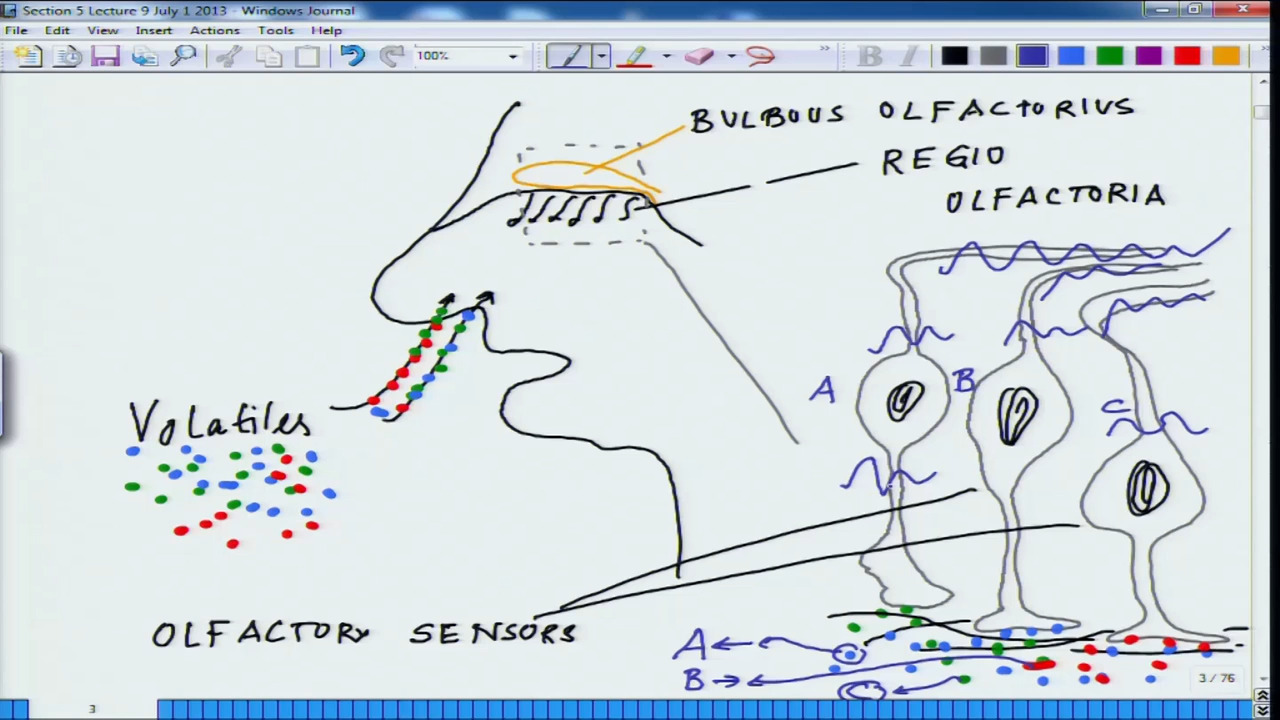 Section 5 Lecture 9 July 1 2013 - Windows Journal
File Edit View Insert Actions Tools Help
100%
B I
BULBOUS OLFACTORIUS
REGIO
OLFACTORIA
A
B
C
Volatiles
OLFACTORY SENSORS
A
B
C
3 / 76
3